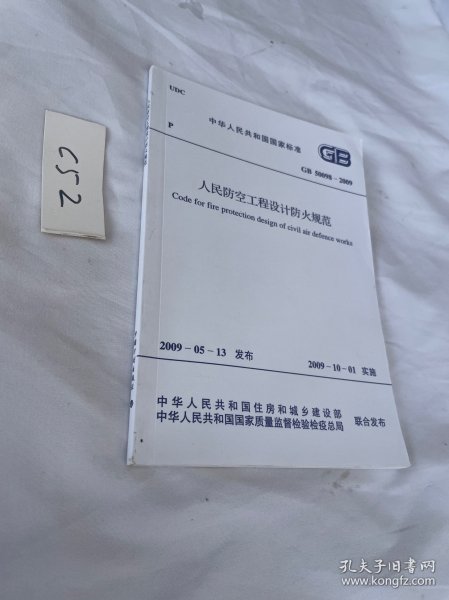 C52
UDC
中华人民共和国国家标准
GB
P
GB 50098-2009
人民防空工程设计防火规范
Code for fire protection design of civil air defence works
2009-05-13 发布
2009-10-01 实施
中华人民共和国住房和城乡建设部
中华人民共和国国家质量监督检验检疫总局
联合发布
孔夫子旧书网
www.kongfz.com